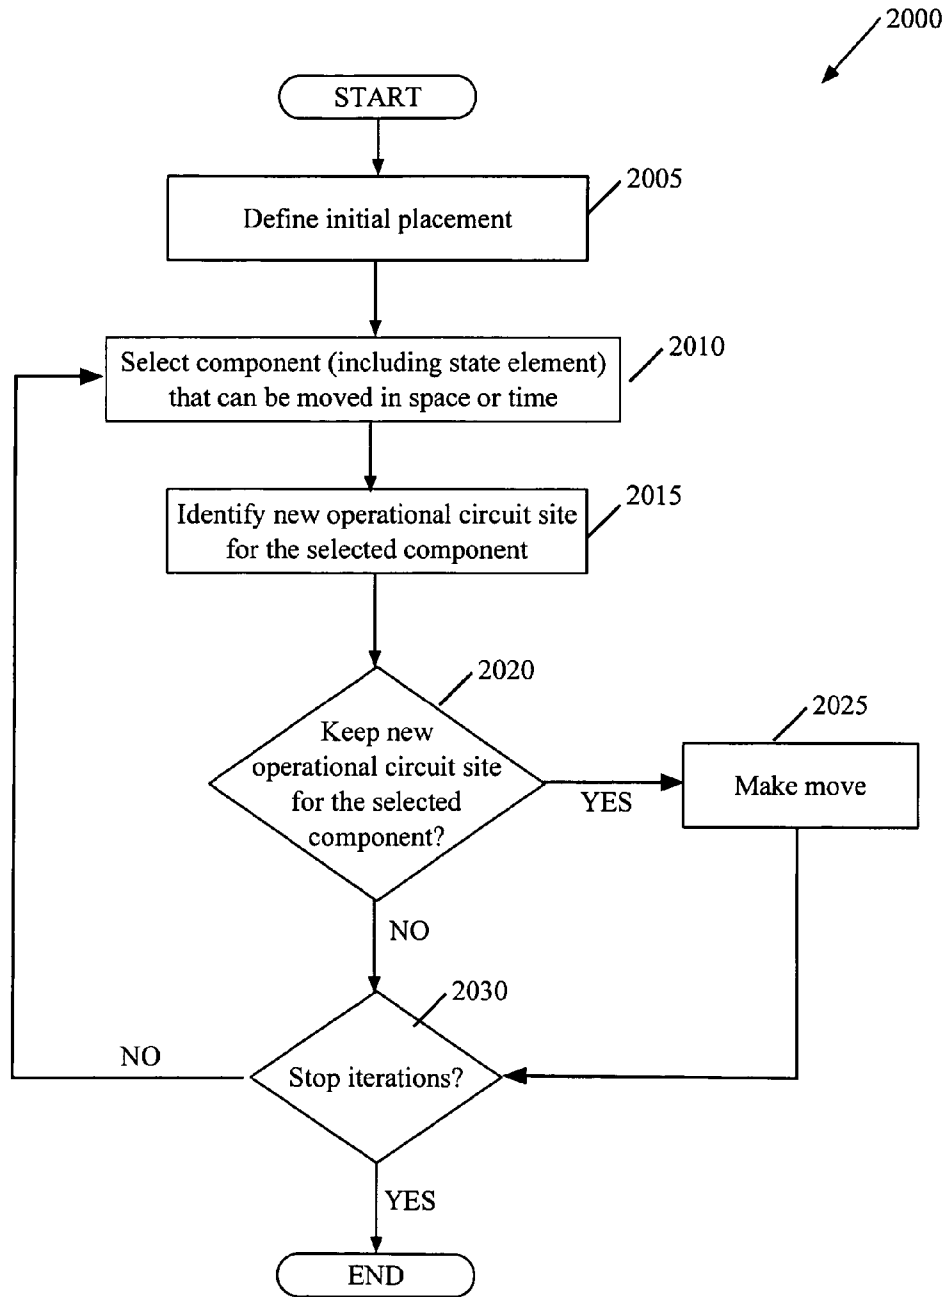 2000
START
2005
Define initial placement
2010
Select component (including state element)
that can be moved in space or time
2015
Identify new operational circuit site
for the selected component
2020
Keep new
operational circuit site
for the selected
component?
YES
2025
Make move
NO
2030
Stop iterations?
NO
YES
END